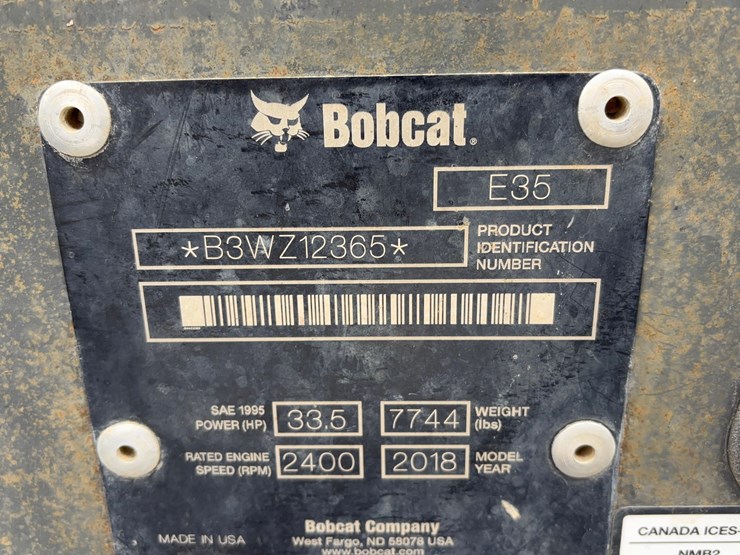 Bobcat®
E35
*B3WZ12365*
PRODUCT
IDENTIFICATION
NUMBER
SAE 1995
POWER (HP)
33.5
7744
WEIGHT
(lbs)
RATED ENGINE
SPEED (RPM)
2400
2018
MODEL
YEAR
MADE IN USA
Bobcat Company
West Fargo, ND 58078 USA
www.bobcat.com
CANADA ICES-
NMB2